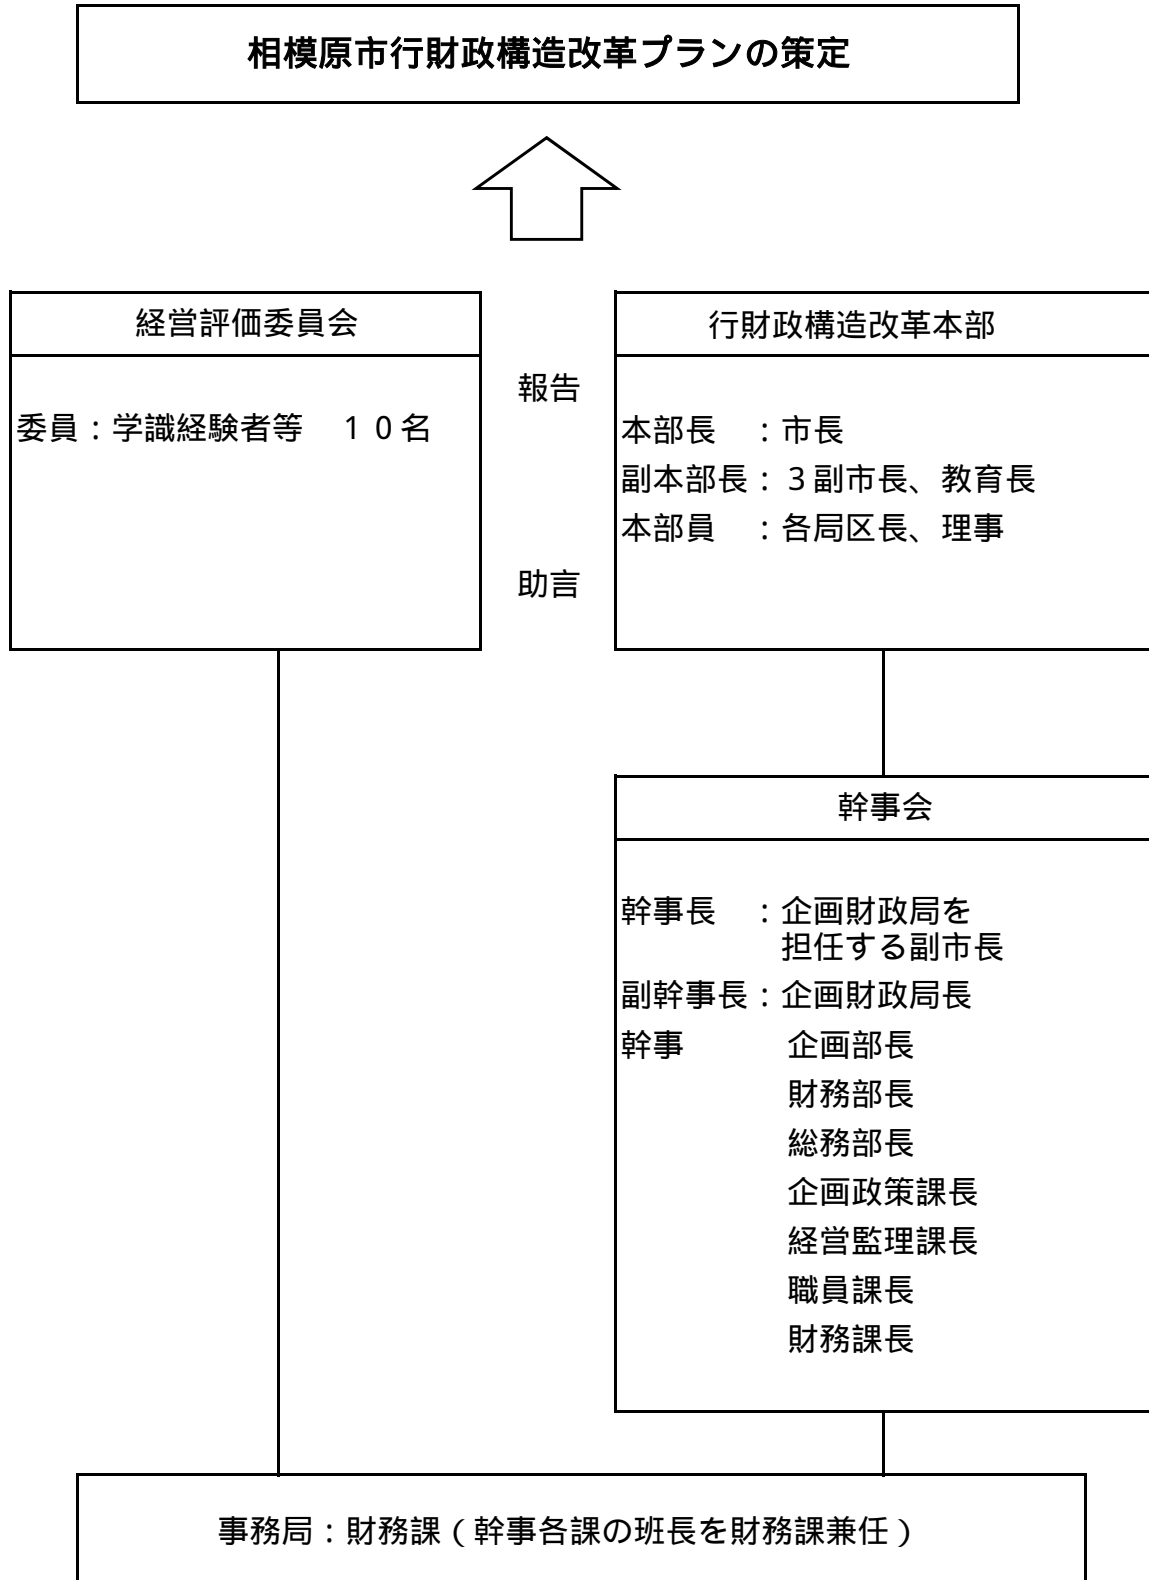 相模原市行財政構造改革プランの策定
経営評価委員会
委員：学識経験者等　１０名
報告
助言
行財政構造改革本部
本部長　：市長
副本部長：３副市長、教育長
本部員　：各局区長、理事
幹事会
幹事長　：企画財政局を
担任する副市長
副幹事長：企画財政局長
幹事　　　企画部長
財務部長
総務部長
企画政策課長
経営監理課長
職員課長
財務課長
事務局：財務課（幹事各課の班長を財務課兼任）